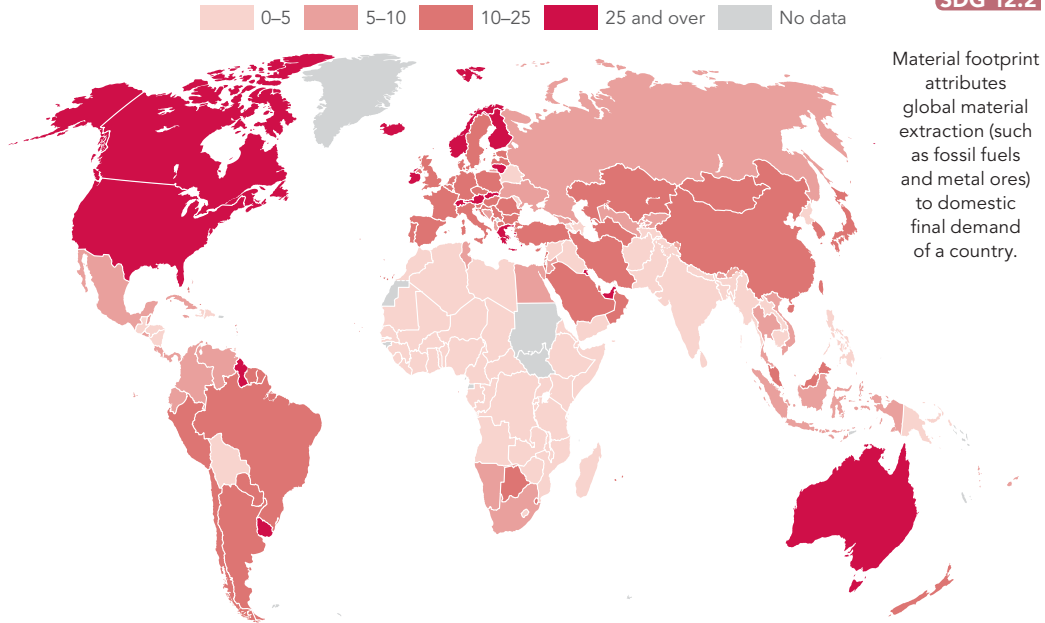 0–5 5–10 10–25 25 and over No data
SDG 12.2
Material footprint
attributes
global material
extraction (such
as fossil fuels
and metal ores)
to domestic
final demand
of a country.